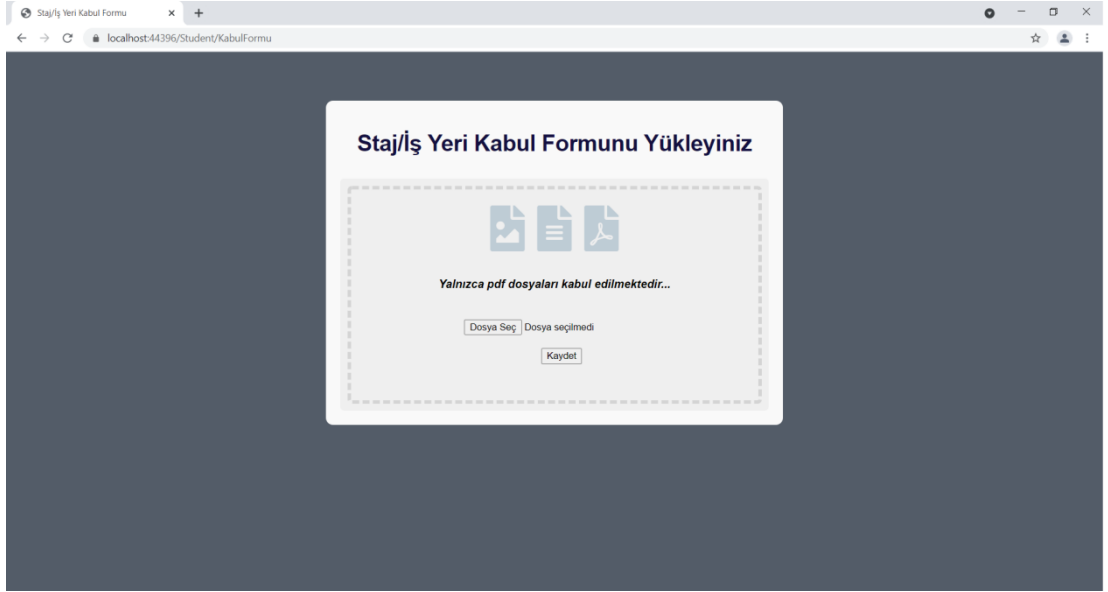 Staj/İş Yeri Kabul Formu
localhost:44396/Student/KabulFormu
Staj/İş Yeri Kabul Formunu Yükleyiniz
Yalnızca pdf dosyaları kabul edilmektedir...
Dosya Seç Dosya seçilmedi
Kaydet